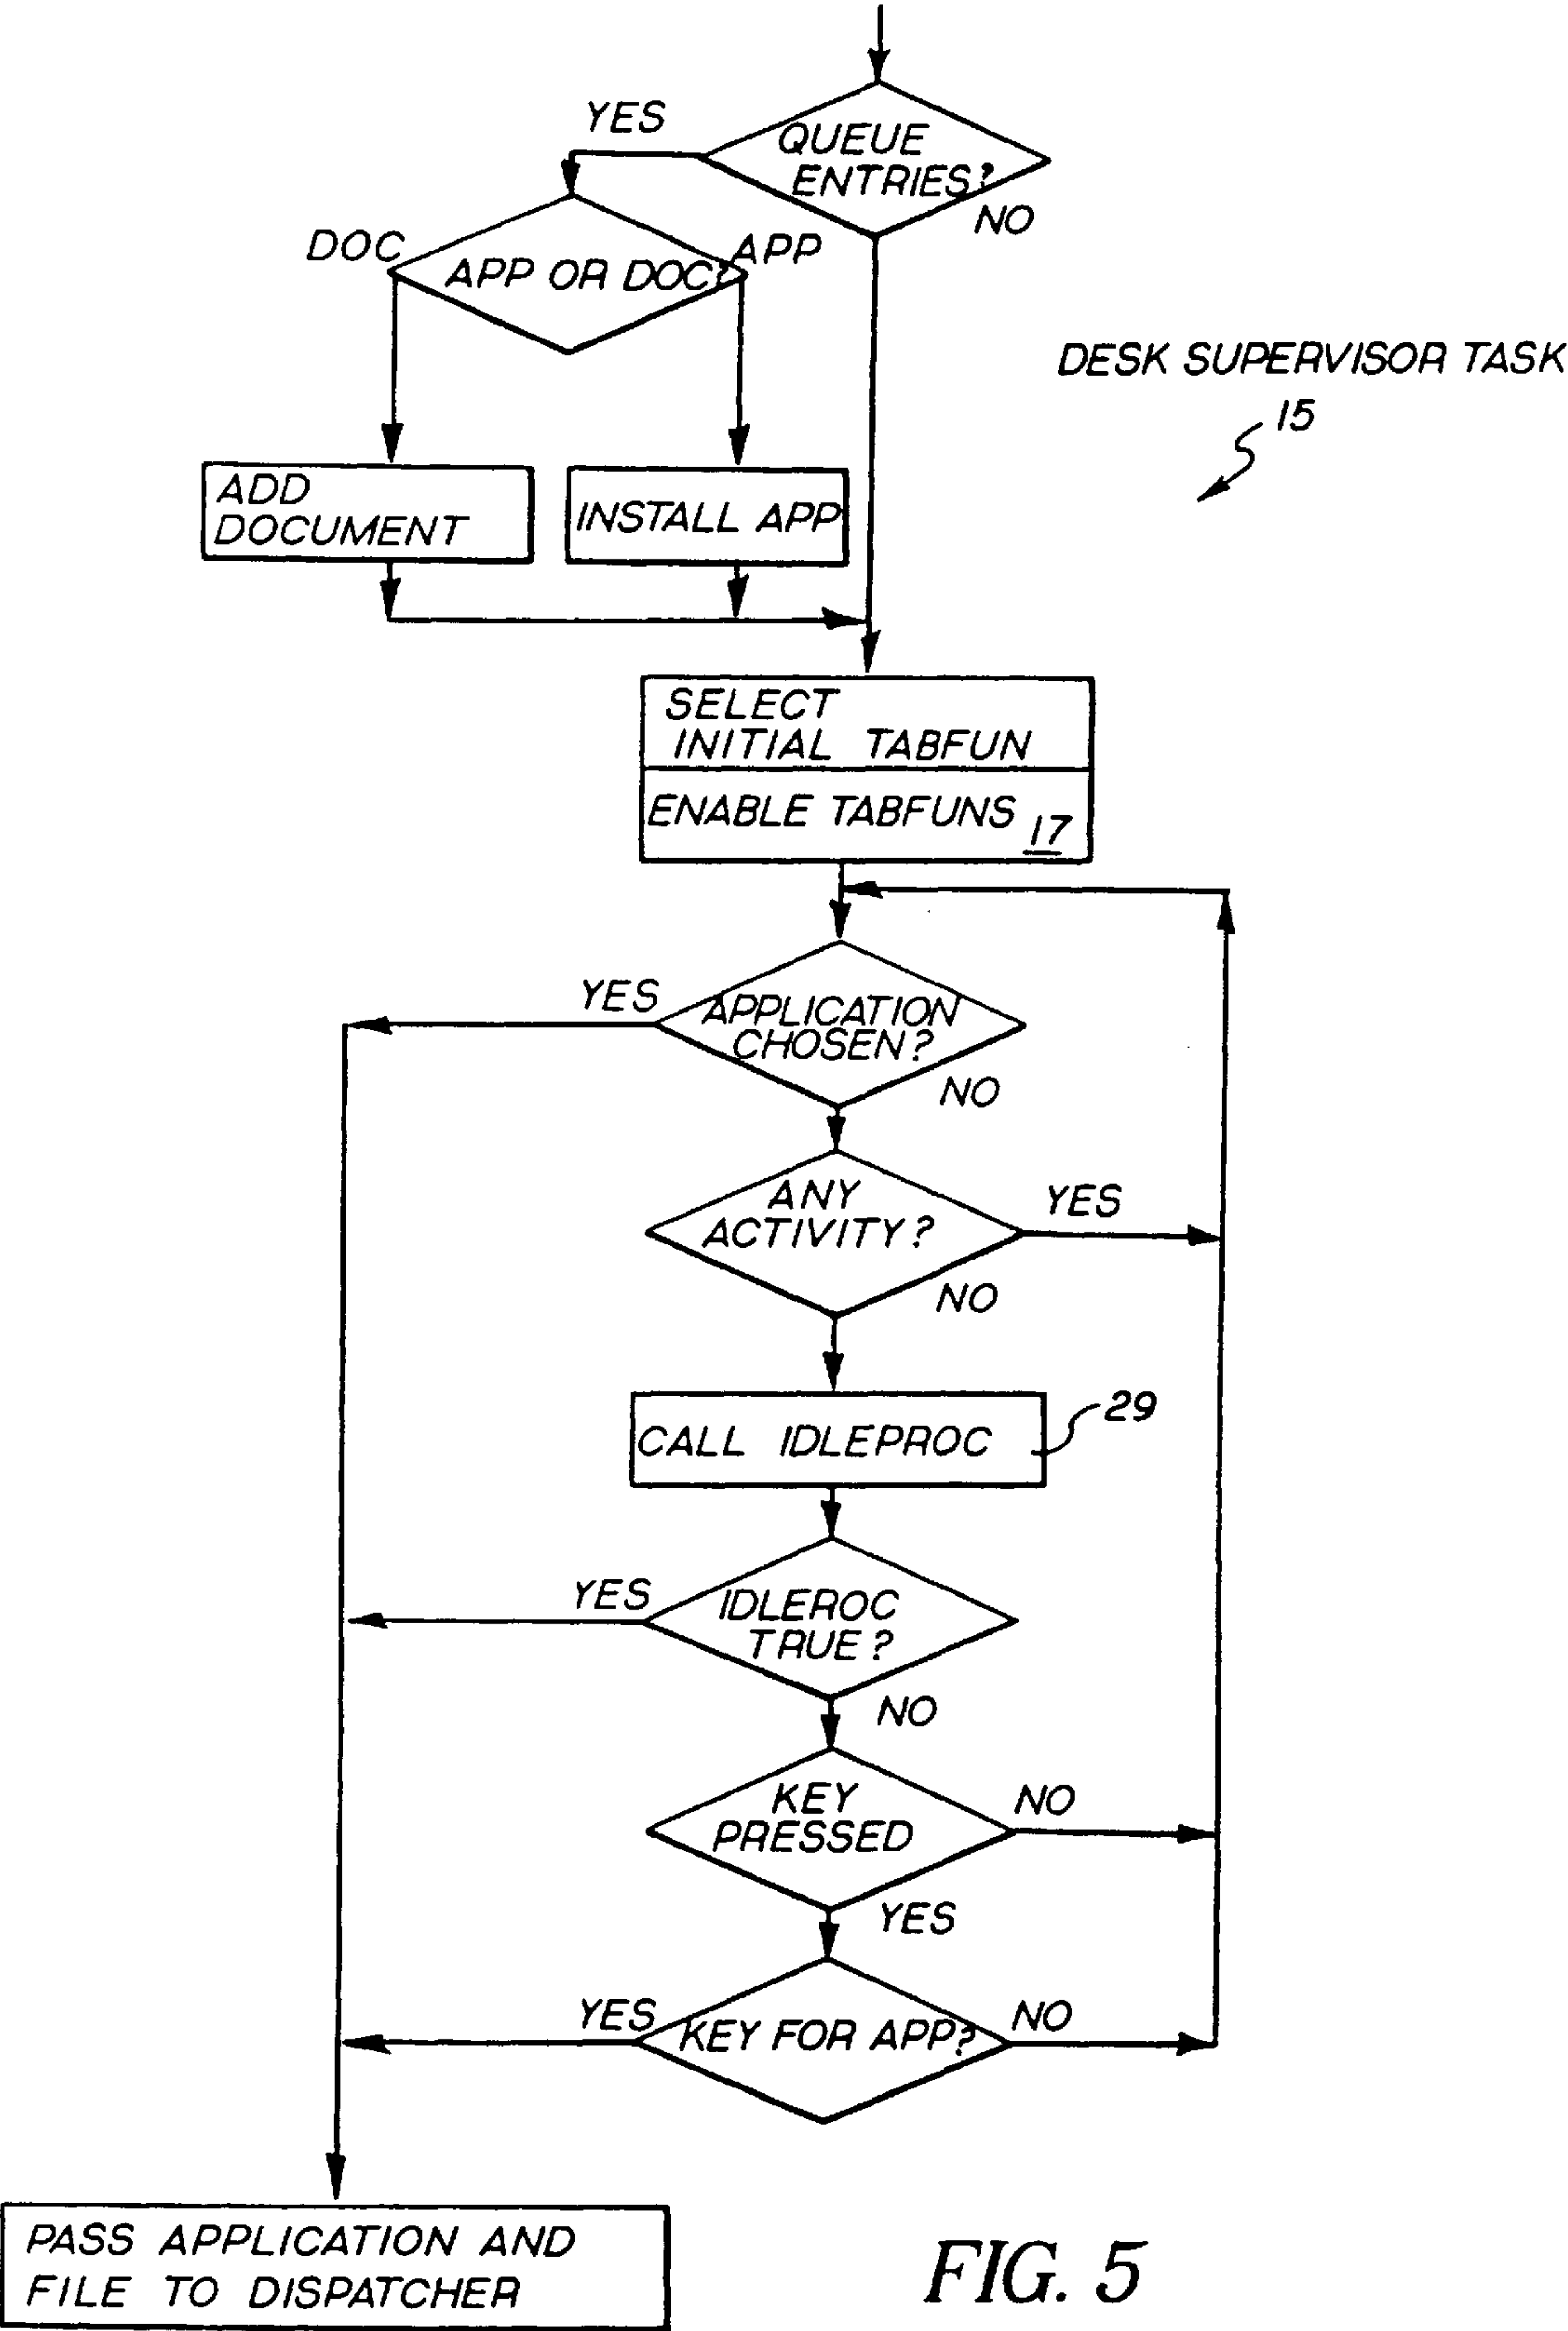 YES
QUEUE
ENTRIES?
NO
DOC
APP OR DOC?
APP
DESK SUPERVISOR TASK
15
ADD
DOCUMENT
INSTALL APP
SELECT
INITIAL TABFUN
ENABLE TABFUNS 17
YES
APPLICATION
CHOSEN?
NO
ANY
ACTIVITY?
YES
NO
CALL IDLEPROC
29
YES
IDLEROC
TRUE?
NO
KEY
PRESSED
NO
YES
YES
KEY FOR APP?
NO
PASS APPLICATION AND
FILE TO DISPATCHER
FIG. 5